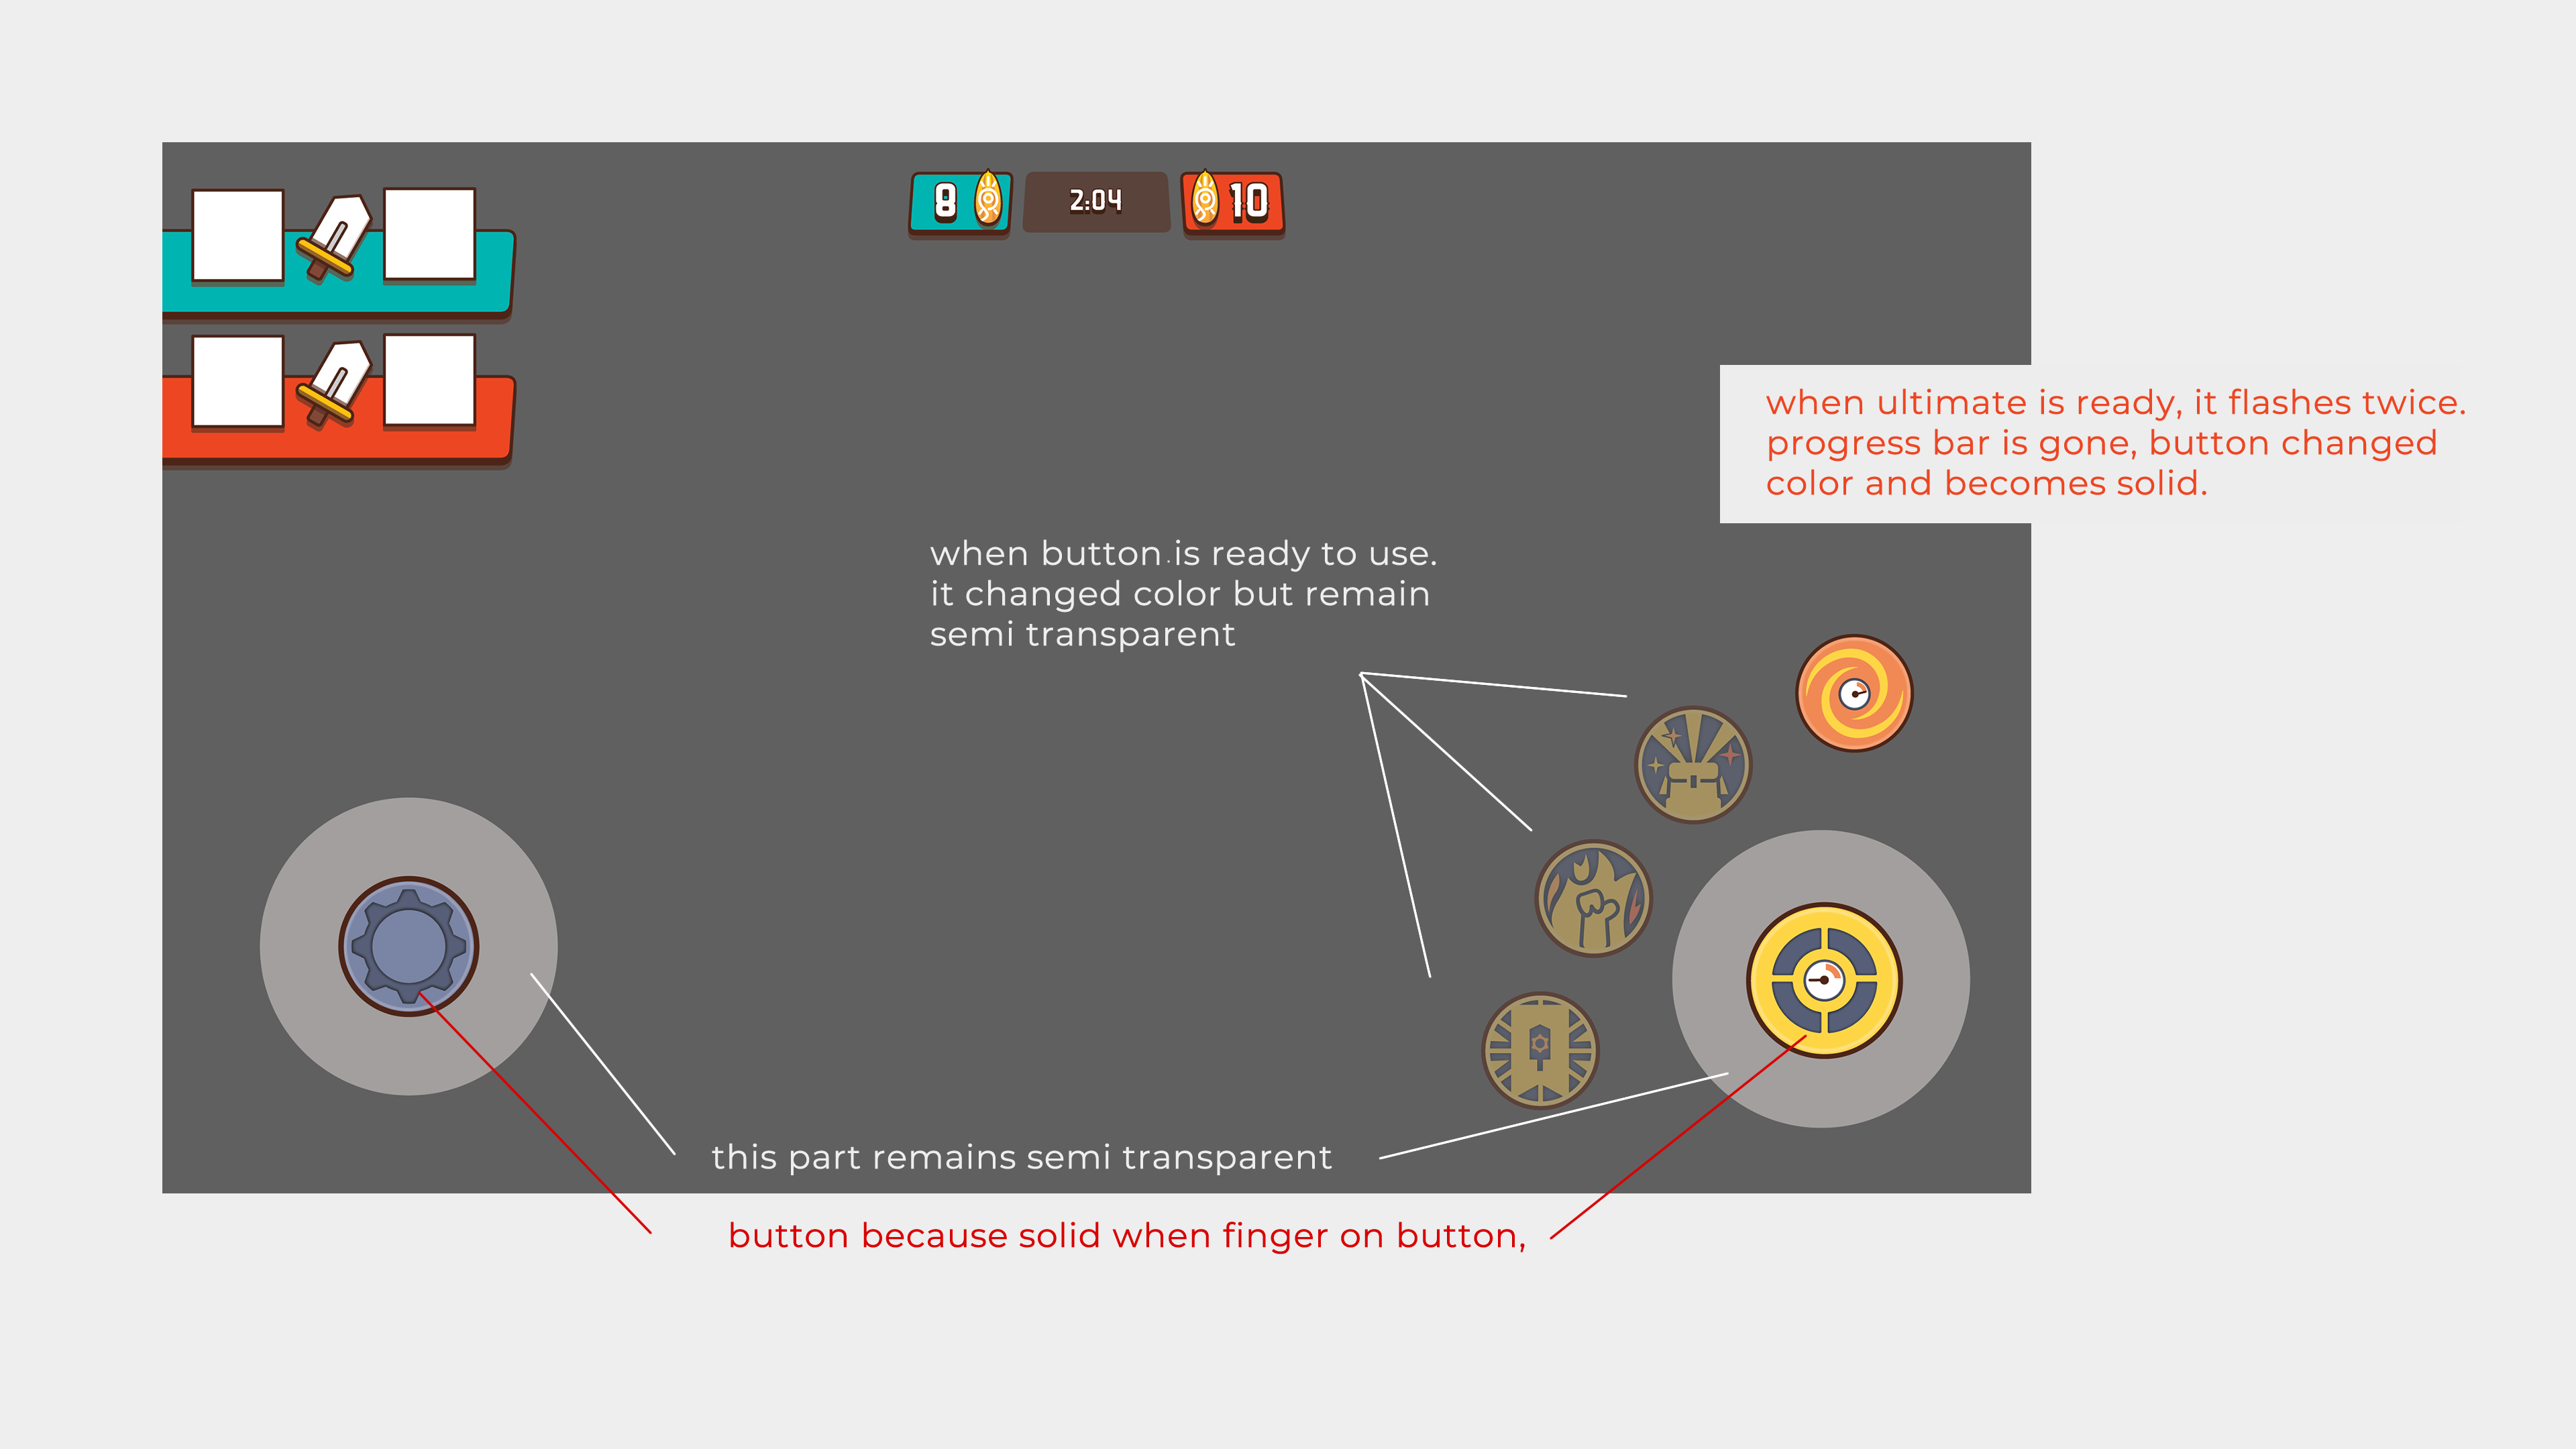 8 2:04 10
when ultimate is ready, it flashes twice.
progress bar is gone, button changed
color and becomes solid.
when button is ready to use.
it changed color but remain
semi transparent
this part remains semi transparent
button because solid when finger on button,